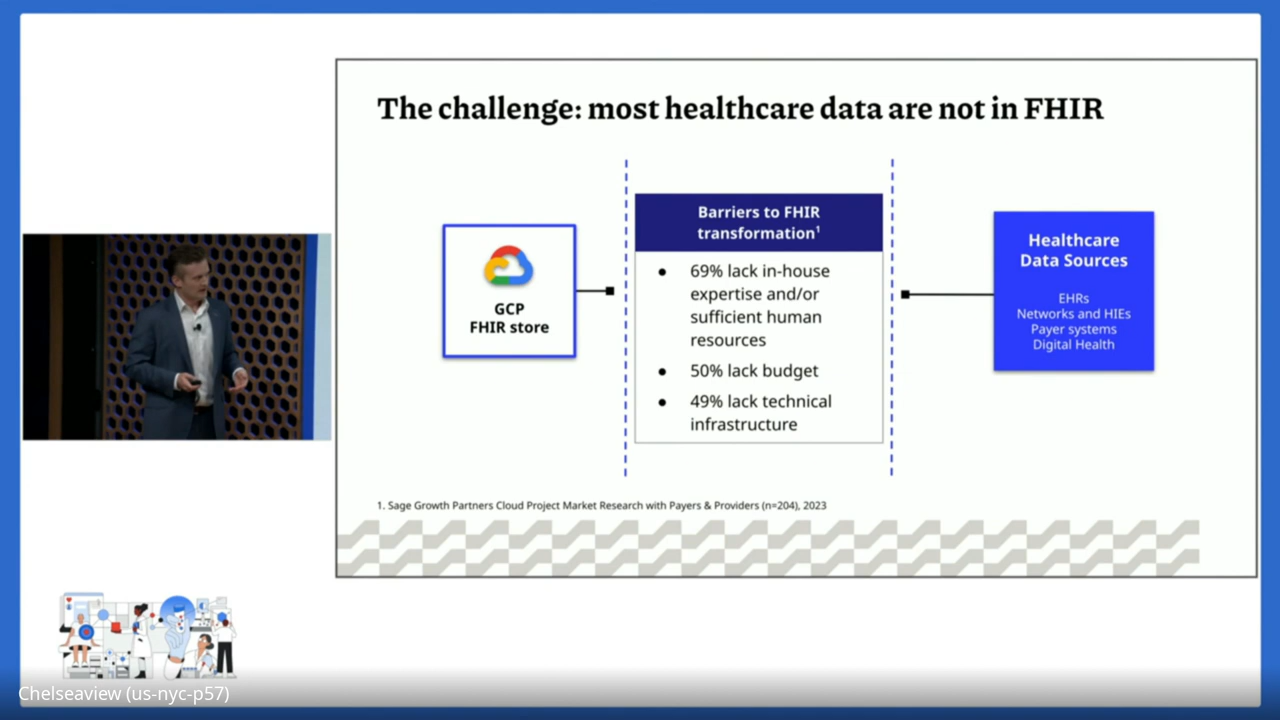 The challenge: most healthcare data are not in FHIR
GCP
FHIR store
Barriers to FHIR
transformation¹
● 69% lack in-house
expertise and/or
sufficient human
resources
● 50% lack budget
● 49% lack technical
infrastructure
Healthcare
Data Sources
EHRs
Networks and HIEs
Payer systems
Digital Health
1. Sage Growth Partners Cloud Project Market Research with Payers & Providers (n=204), 2023
Chelseaview (us-nyc-p57)